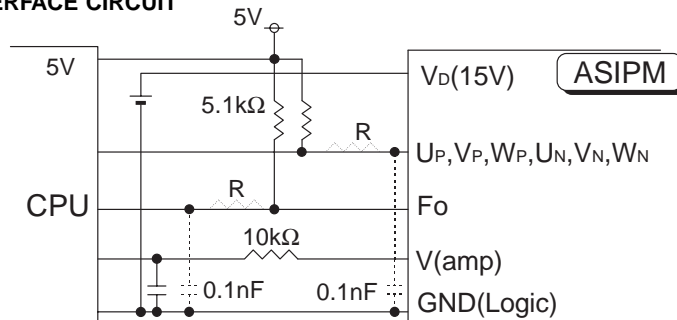 ERFACE CIRCUIT
5V
5V
VD(15V)
ASIPM
5.1kΩ
R
UP,VP,WP,UN,VN,WN
CPU
R
Fo
10kΩ
V(amp)
0.1nF
0.1nF
GND(Logic)